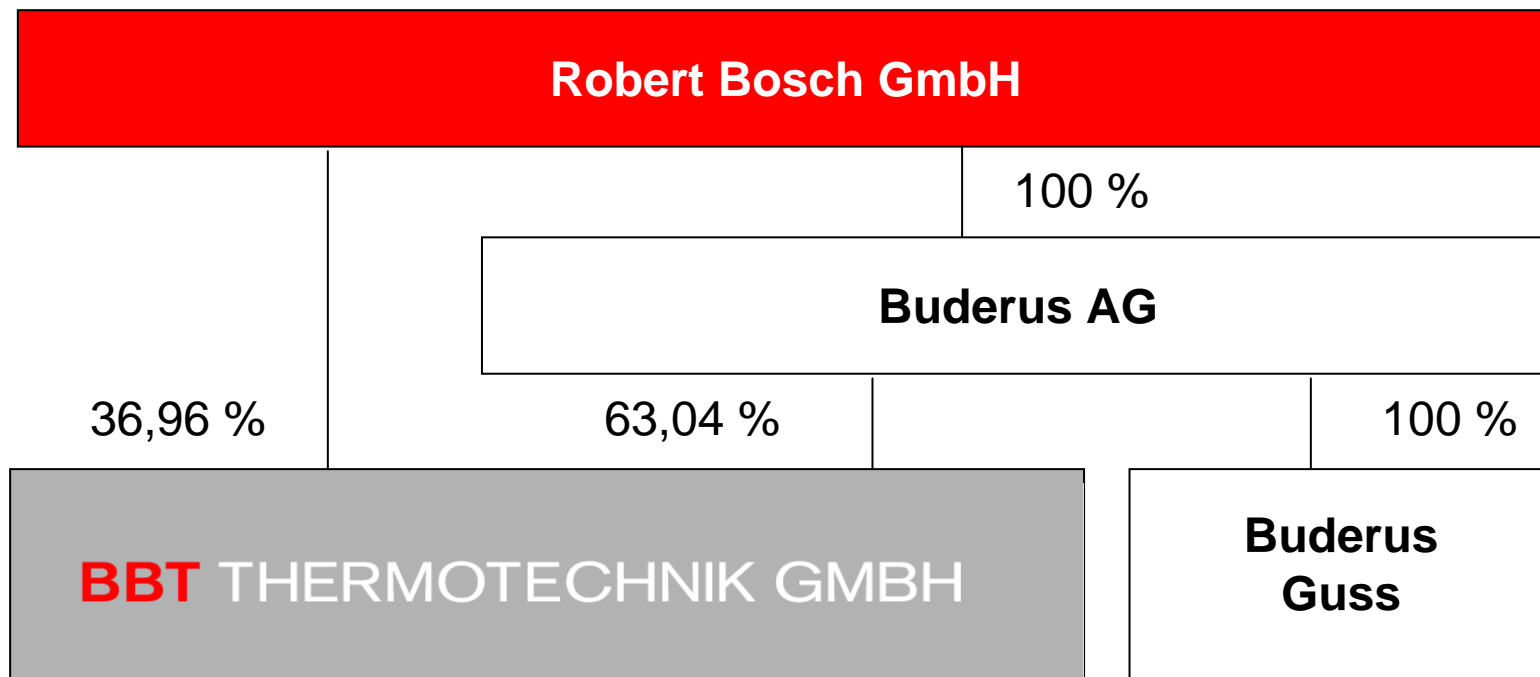 Robert Bosch GmbH
100 %
Buderus AG
36,96 %
63,04 %
100 %
BBT THERMOTECHNIK GMBH
Buderus
Guss